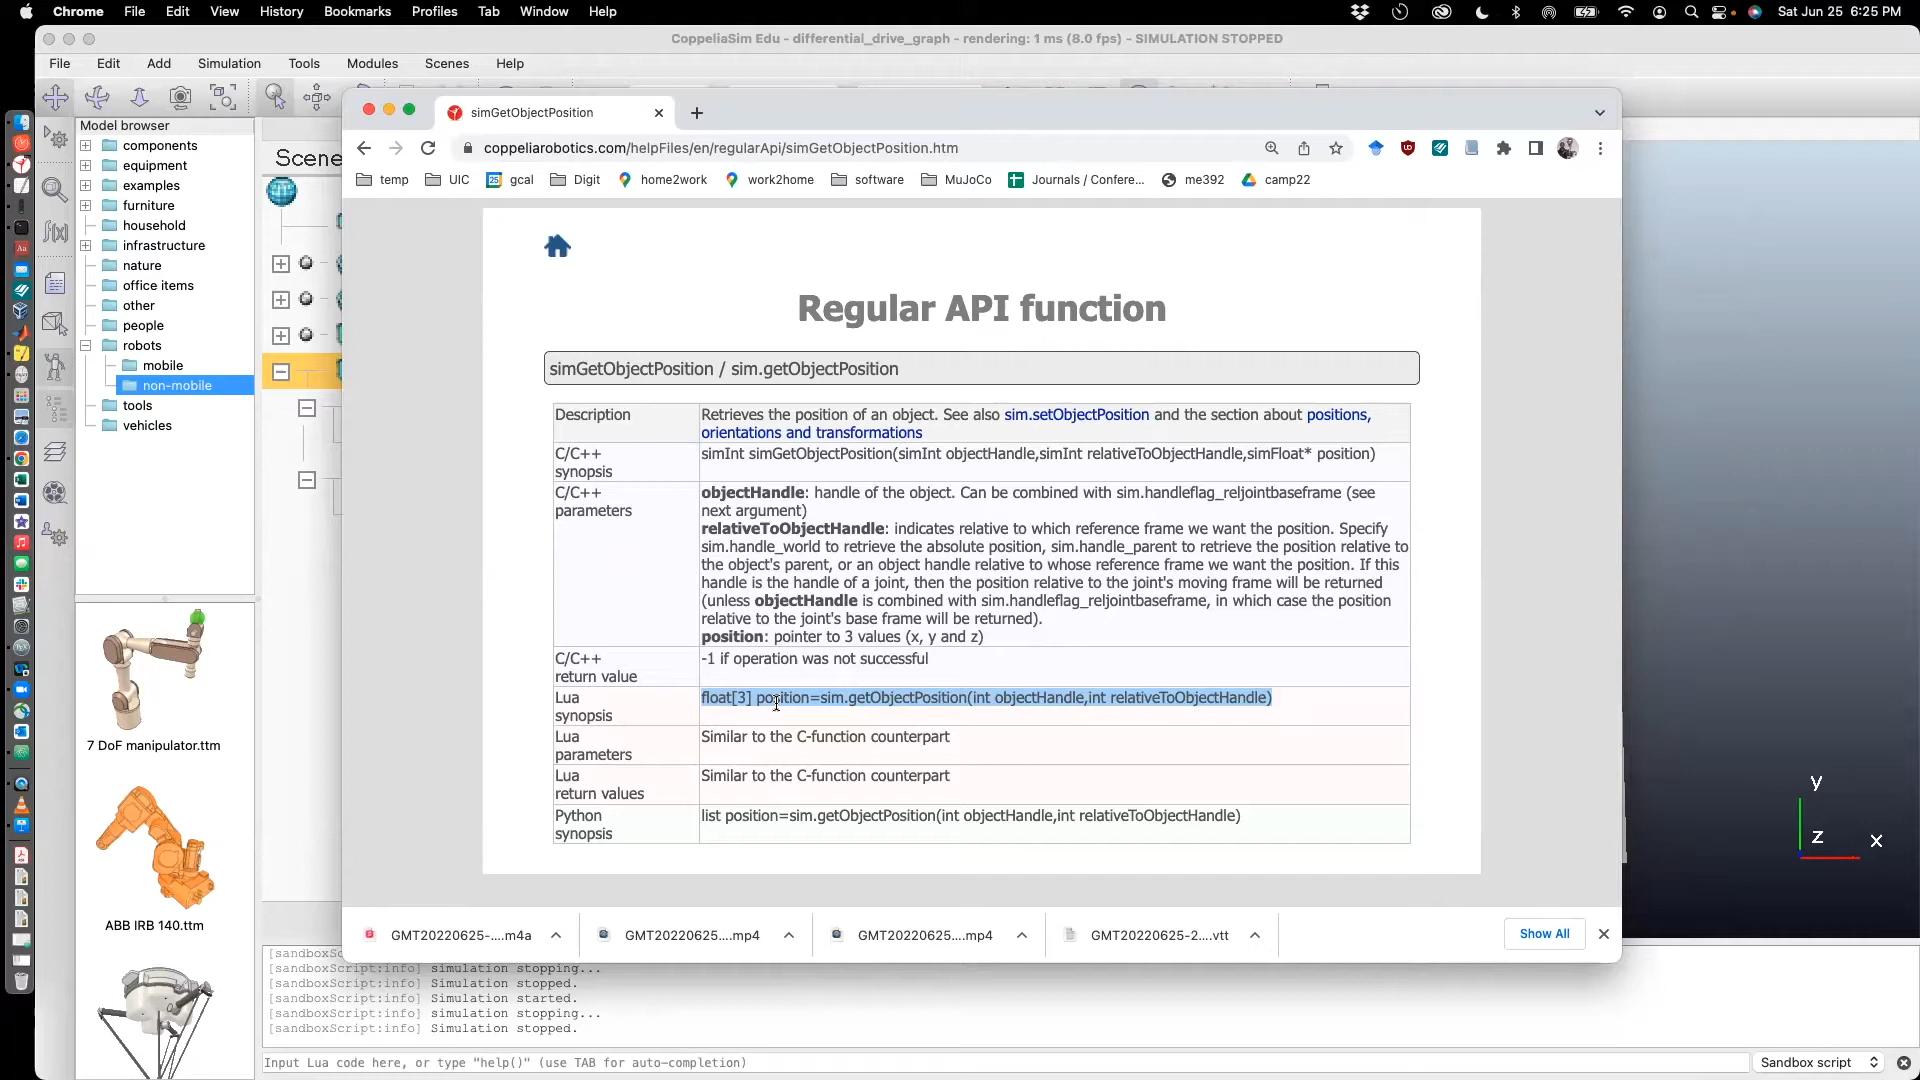 Chrome File Edit View History Bookmarks Profiles Tab Window Help Sat Jun 25 6:25 PM
CoppeliaSim Edu - differential_drive_graph - rendering: 1 ms (8.0 fps) - SIMULATION STOPPED
File Edit Add Simulation Tools Modules Scenes Help
Model browser
components
equipment
examples
furniture
household
infrastructure
nature
office items
other
people
robots
mobile
non-mobile
tools
vehicles
7 DoF manipulator.ttm
ABB IRB 140.ttm
Scene
simGetObjectPosition
coppeliarobotics.com/helpFiles/en/regularApi/simGetObjectPosition.htm
temp UIC gcal Digit home2work work2home software MuJoCo Journals / Confere... me392 camp22
Regular API function
simGetObjectPosition / sim.getObjectPosition
Description Retrieves the position of an object. See also sim.setObjectPosition and the section about positions,
orientations and transformations
C/C++ simInt simGetObjectPosition(simInt objectHandle,simInt relativeToObjectHandle,simFloat* position)
synopsis
C/C++ objectHandle: handle of the object. Can be combined with sim.handleflag_reljointbaseframe (see
parameters next argument)
relativeToObjectHandle: indicates relative to which reference frame we want the position. Specify
sim.handle_world to retrieve the absolute position, sim.handle_parent to retrieve the position relative to
the object's parent, or an object handle relative to whose reference frame we want the position. If this
handle is the handle of a joint, then the position relative to the joint's moving frame will be returned
(unless objectHandle is combined with sim.handleflag_reljointbaseframe, in which case the position
relative to the joint's base frame will be returned).
position: pointer to 3 values (x, y and z)
C/C++ -1 if operation was not successful
return value
Lua float[3] position=sim.getObjectPosition(int objectHandle,int relativeToObjectHandle)
synopsis
Lua Similar to the C-function counterpart
parameters
Lua Similar to the C-function counterpart
return values
Python list position=sim.getObjectPosition(int objectHandle,int relativeToObjectHandle)
synopsis
GMT20220625-....m4a GMT20220625....mp4 GMT20220625....mp4 GMT20220625-2....vtt Show All
y
z x
[sandboxSc
[sandboxScript:info] simulation stopping...
[sandboxScript:info] Simulation stopped.
[sandboxScript:info] Simulation started.
[sandboxScript:info] simulation stopping...
[sandboxScript:info] Simulation stopped.
Input Lua code here, or type "help()" (use TAB for auto-completion) Sandbox script